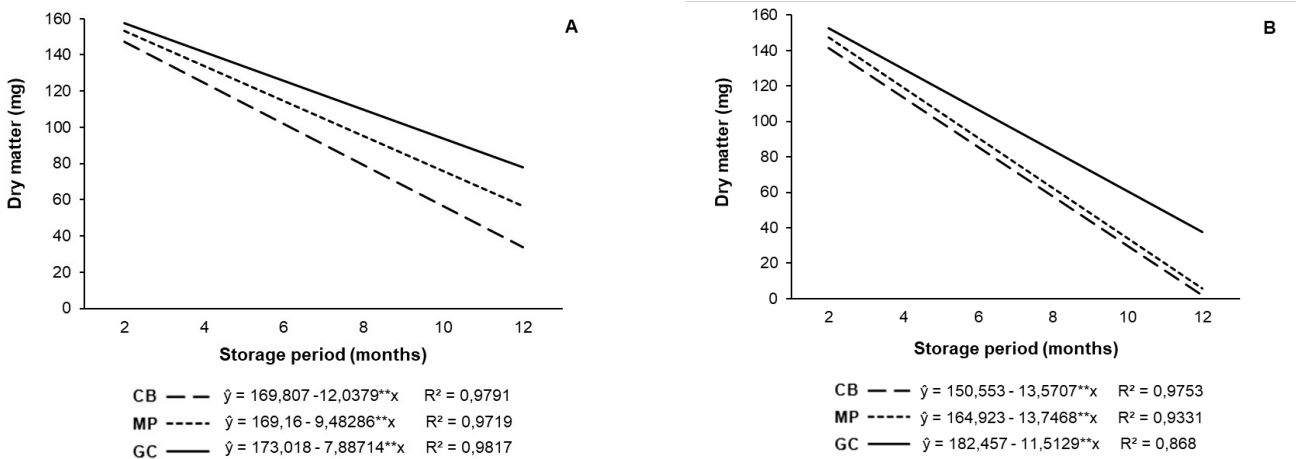 A
160
140
120
100
80
60
40
20
0
Dry matter (mg)
2 4 6 8 10 12
Storage period (months)
CB ŷ = 169,807 -12,0379**x R² = 0,9791
MP ŷ = 169,16 - 9,48286**x R² = 0,9719
GC ŷ = 173,018 - 7,88714**x R² = 0,9817
B
160
140
120
100
80
60
40
20
0
Dry matter (mg)
2 4 6 8 10 12
Storage period (months)
CB ŷ = 150,553 - 13,5707**x R² = 0,9753
MP ŷ = 164,923 - 13,7468**x R² = 0,9331
GC ŷ = 182,457 - 11,5129**x R² = 0,868